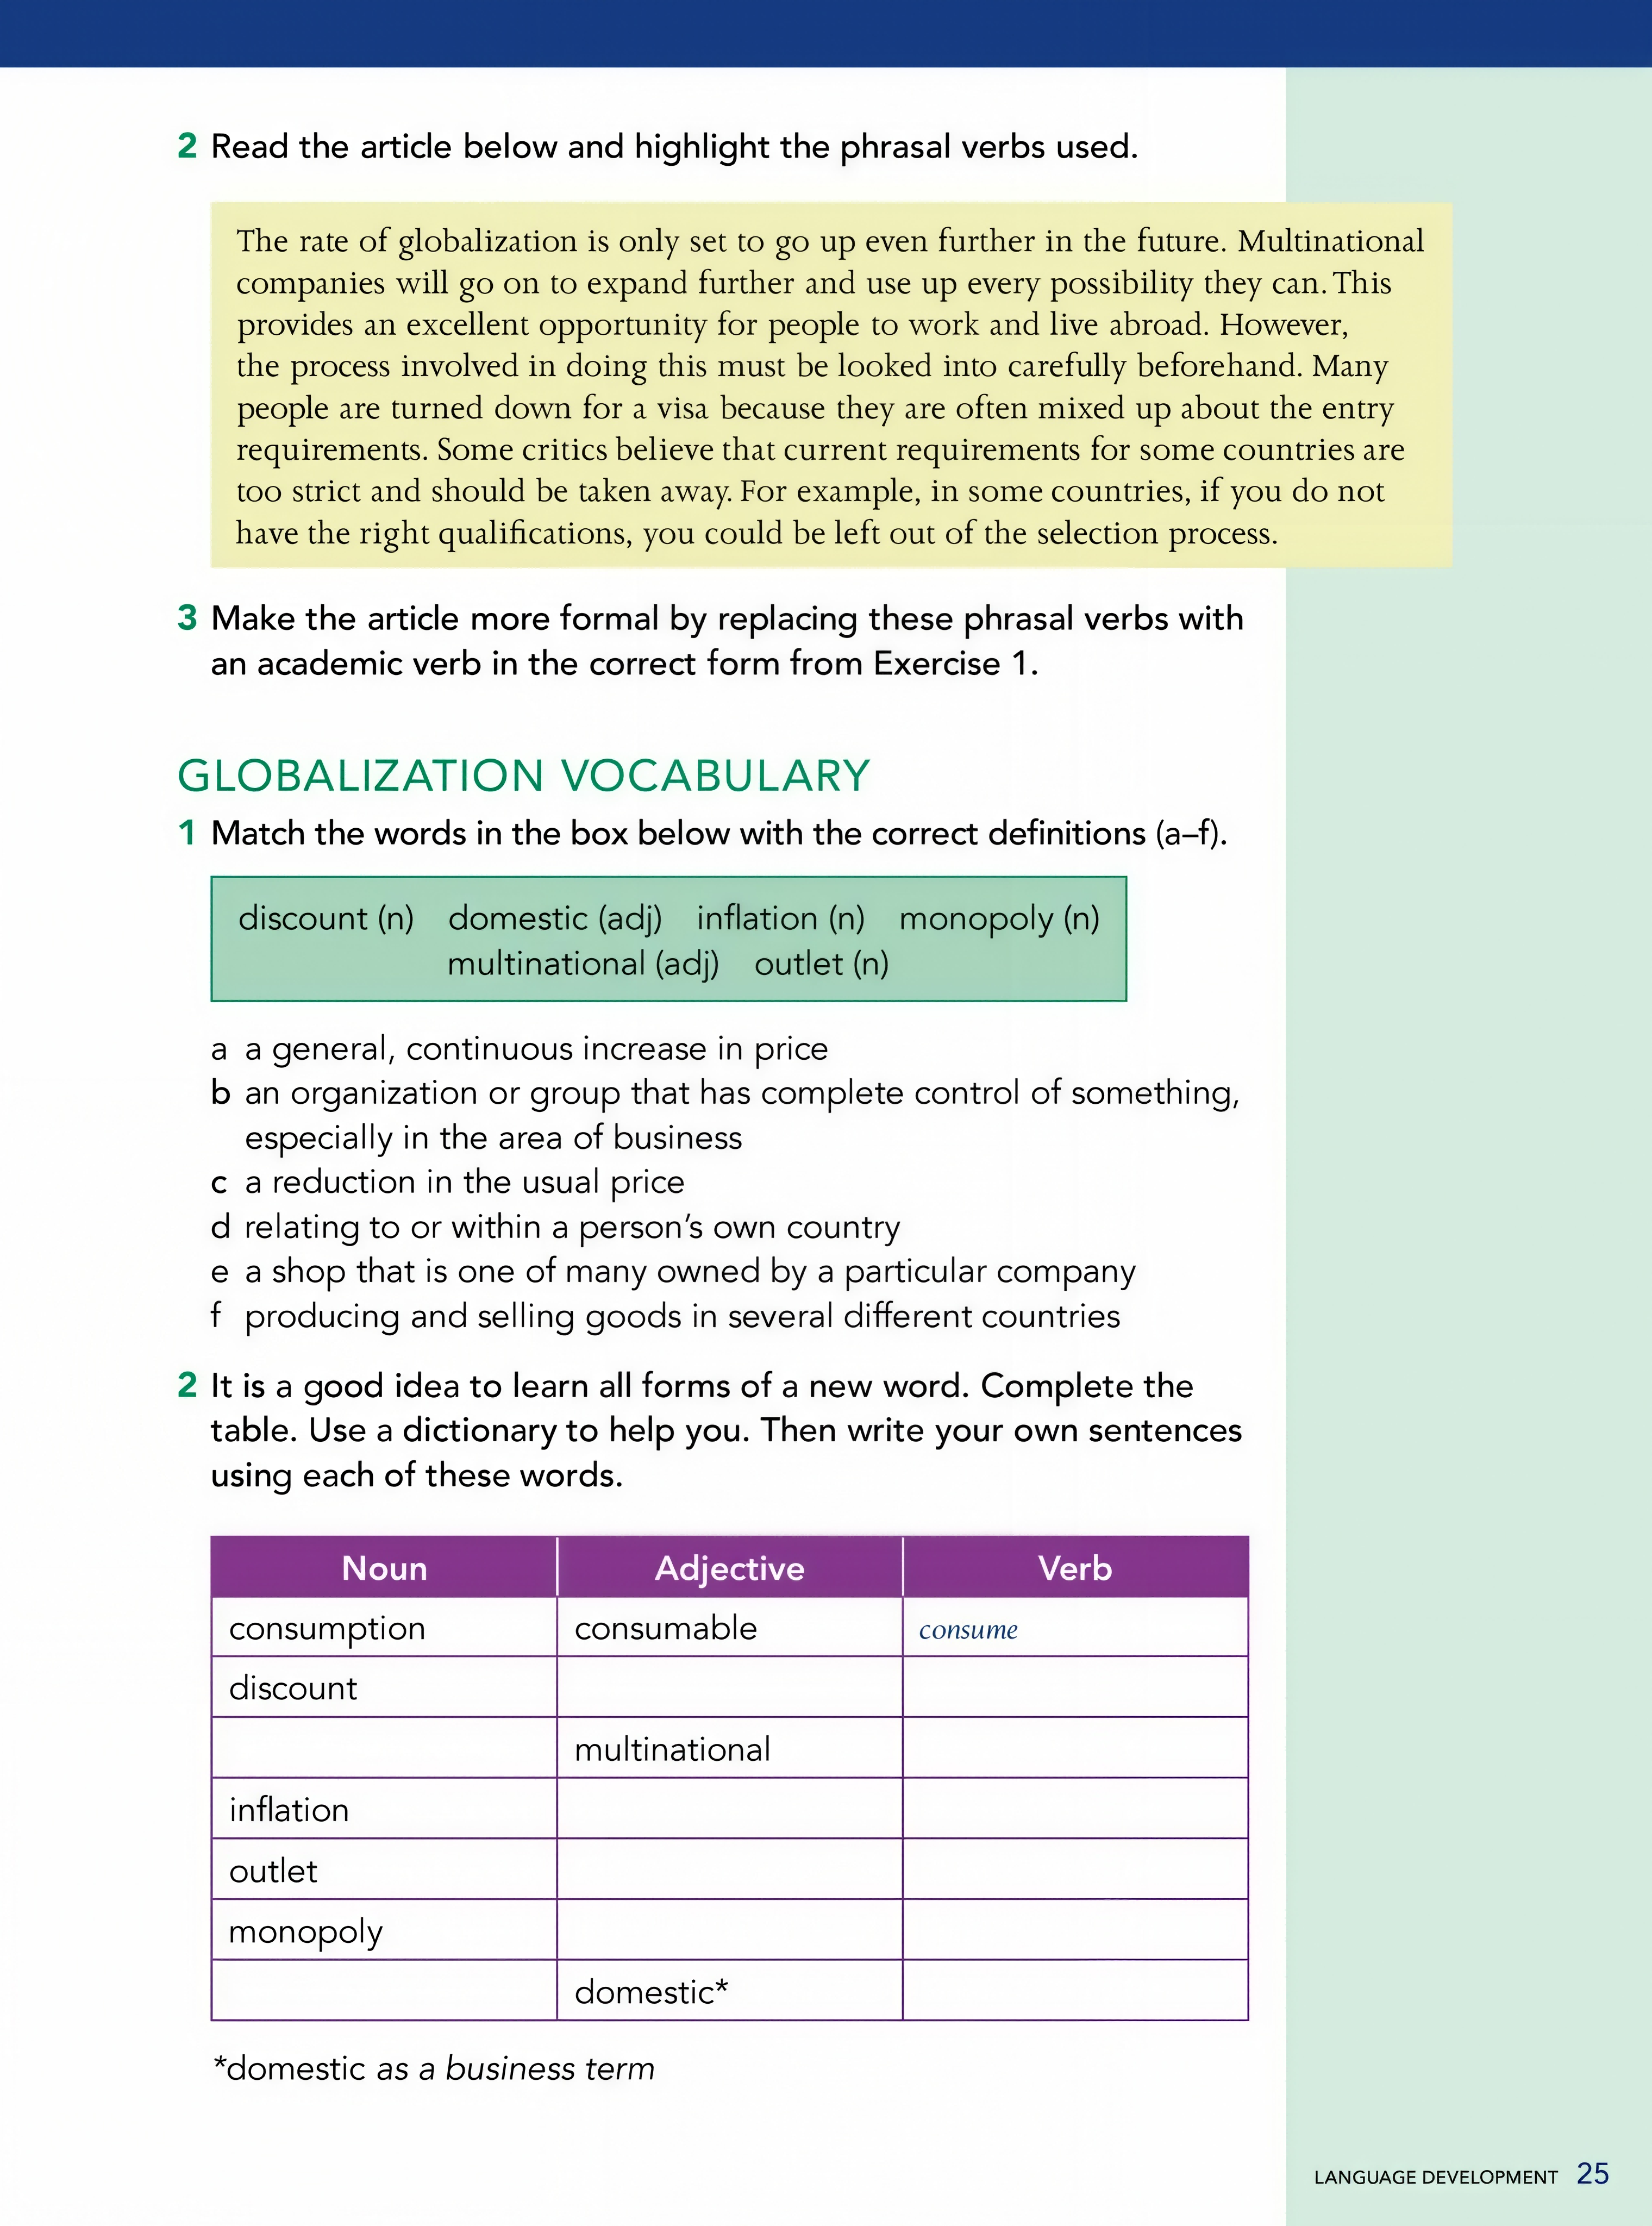 2 Read the article below and highlight the phrasal verbs used.
The rate of globalization is only set to go up even further in the future. Multinational
companies will go on to expand further and use up every possibility they can. This
provides an excellent opportunity for people to work and live abroad. However,
the process involved in doing this must be looked into carefully beforehand. Many
people are turned down for a visa because they are often mixed up about the entry
requirements. Some critics believe that current requirements for some countries are
too strict and should be taken away. For example, in some countries, if you do not
have the right qualifications, you could be left out of the selection process.
3 Make the article more formal by replacing these phrasal verbs with
an academic verb in the correct form from Exercise 1.
GLOBALIZATION VOCABULARY
1 Match the words in the box below with the correct definitions (a–f).
discount (n) domestic (adj) inflation (n) monopoly (n)
multinational (adj) outlet (n)
a a general, continuous increase in price
b an organization or group that has complete control of something,
especially in the area of business
c a reduction in the usual price
d relating to or within a person's own country
e a shop that is one of many owned by a particular company
f producing and selling goods in several different countries
2 It is a good idea to learn all forms of a new word. Complete the
table. Use a dictionary to help you. Then write your own sentences
using each of these words.
Noun Adjective Verb
consumption consumable consume
discount
multinational
inflation
outlet
monopoly
domestic*
*domestic as a business term
LANGUAGE DEVELOPMENT 25